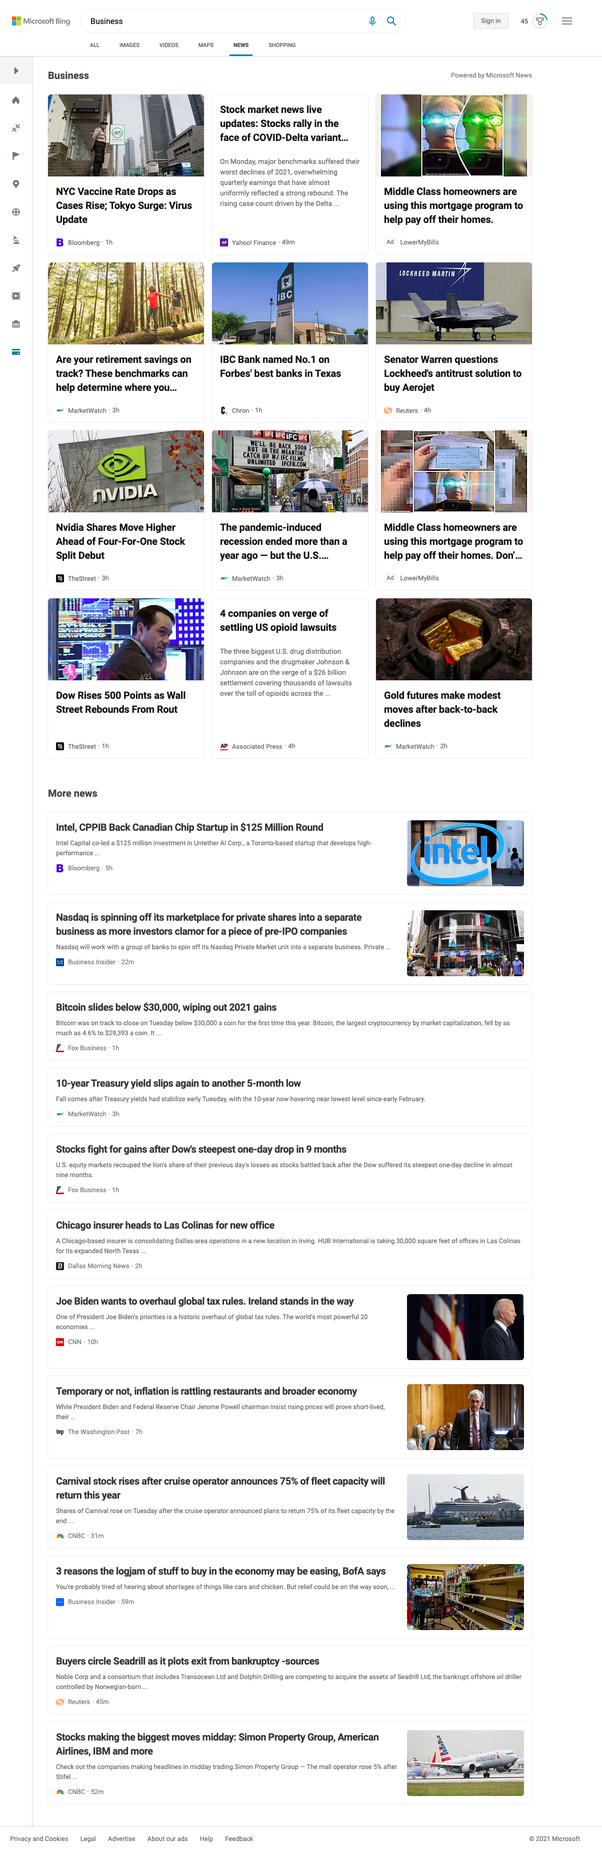 Microsoft Bing
Business
Sign in
45
ALL
IMAGES
VIDEOS
MAPS
NEWS
SHOPPING
Business
Powered by Microsoft News
NYC Vaccine Rate Drops as
Cases Rise; Tokyo Surge: Virus
Update
Bloomberg · 1h
Stock market news live
updates: Stocks rally in the
face of COVID-Delta variant...
On Monday, major benchmarks suffered their
worst declines of 2021, overwhelming
quarterly earnings that have almost
uniformly reflected a strong rebound. The
rising case count driven by the Delta ...
Yahoo! Finance · 49m
Middle Class homeowners are
using this mortgage program to
help pay off their homes.
Ad LowerMyBills
Are your retirement savings on
track? These benchmarks can
help determine where you...
MarketWatch · 3h
IBC
IBC Bank named No.1 on
Forbes' best banks in Texas
Chron · 1h
LOCKHEED MARTIN
Senator Warren questions
Lockheed's antitrust solution to
buy Aerojet
Reuters · 4h
NVIDIA
Nvidia Shares Move Higher
Ahead of Four-For-One Stock
Split Debut
TheStreet · 3h
IFC IFC IFC
WE'LL BE BACK SOON
BUT IN THE MEANTIME
CATCH UP W/ IFC FILMS
UNLIMITED IFCFU.COM
The pandemic-induced
recession ended more than a
year ago — but the U.S....
MarketWatch · 3h
Middle Class homeowners are
using this mortgage program to
help pay off their homes. Don'...
Ad LowerMyBills
Dow Rises 500 Points as Wall
Street Rebounds From Rout
TheStreet · 1h
4 companies on verge of
settling US opioid lawsuits
The three biggest U.S. drug distribution
companies and the drugmaker Johnson &
Johnson are on the verge of a $26 billion
settlement covering thousands of lawsuits
over the toll of opioids across the ...
AP Associated Press · 4h
Gold futures make modest
moves after back-to-back
declines
MarketWatch · 2h
More news
Intel, CPPIB Back Canadian Chip Startup in $125 Million Round
Intel Capital co-led a $125 million investment in Untether AI Corp., a Toronto-based startup that develops high-
performance ...
Bloomberg · 5h
intel
Nasdaq is spinning off its marketplace for private shares into a separate
business as more investors clamor for a piece of pre-IPO companies
Nasdaq will work with a group of banks to spin off its Nasdaq Private Market unit into a separate business. Private ...
Business Insider · 22m
Bitcoin slides below $30,000, wiping out 2021 gains
Bitcoin was on track to close on Tuesday below $30,000 a coin for the first time this year. Bitcoin, the largest cryptocurrency by market capitalization, fell by as
much as 4.6% to $29,393 a coin. It ...
Fox Business · 1h
10-year Treasury yield slips again to another 5-month low
Fall comes after Treasury yields had stabilize early Tuesday, with the 10-year now hovering near lowest level since early February.
MarketWatch · 3h
Stocks fight for gains after Dow's steepest one-day drop in 9 months
U.S. equity markets recouped the lion's share of their previous day's losses as stocks battled back after the Dow suffered its steepest one-day decline in almost
nine months.
Fox Business · 1h
Chicago insurer heads to Las Colinas for new office
A Chicago-based insurer is consolidating Dallas-area operations in a new location in Irving. HUB International is taking 30,000 square feet of offices in Las Colinas
for its expanded North Texas ...
Dallas Morning News · 2h
Joe Biden wants to overhaul global tax rules. Ireland stands in the way
One of President Joe Biden's priorities is a historic overhaul of global tax rules. The world's most powerful 20
economies ...
CNN · 10h
Temporary or not, inflation is rattling restaurants and broader economy
While President Biden and Federal Reserve Chair Jerome Powell chairman insist rising prices will prove short-lived,
their ...
wp The Washington Post · 7h
Carnival stock rises after cruise operator announces 75% of fleet capacity will
return this year
Shares of Carnival rose on Tuesday after the cruise operator announced plans to return 75% of its fleet capacity by the
end ...
CNBC · 31m
3 reasons the logjam of stuff to buy in the economy may be easing, BofA says
You're probably tired of hearing about shortages of things like cars and chicken. But relief could be on the way soon, ...
Business Insider · 59m
Buyers circle Seadrill as it plots exit from bankruptcy -sources
Noble Corp and a consortium that includes Transocean Ltd and Dolphin Drilling are competing to acquire the assets of Seadrill Ltd, the bankrupt offshore oil driller
controlled by Norwegian-born ...
Reuters · 45m
Stocks making the biggest moves midday: Simon Property Group, American
Airlines, IBM and more
Check out the companies making headlines in midday trading.Simon Property Group — The mall operator rose 5% after
Stifel ...
CNBC · 52m
Privacy and Cookies
Legal
Advertise
About our ads
Help
Feedback
© 2021 Microsoft